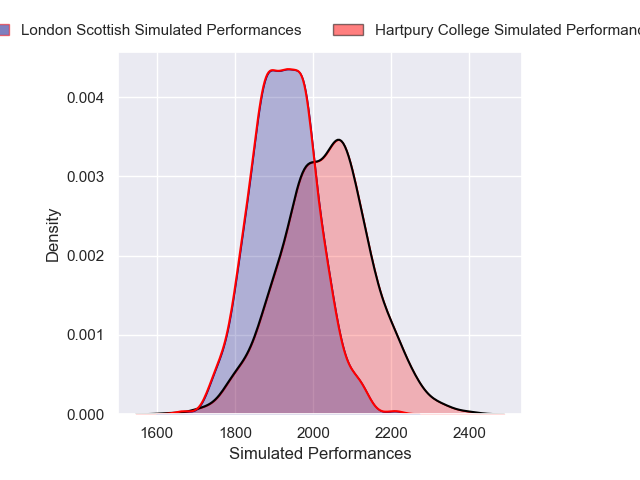 London Scottish Simulated Performances
Hartpury College Simulated
0.004
0.003
0.002
0.001
0.000
Density
1600 1800 2000 2200 2400
Simulated Performances